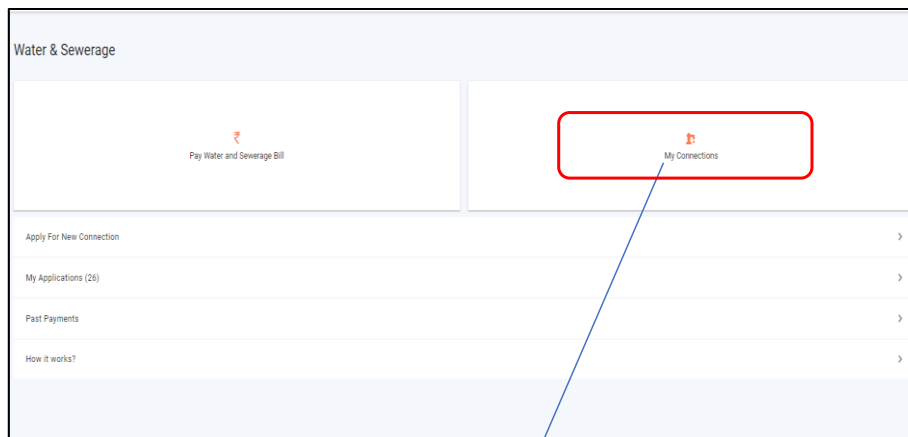 Water & Sewerage
₹
Pay Water and Sewerage Bill
My Connections
Apply For New Connection
My Applications (26)
Past Payments
How it works?